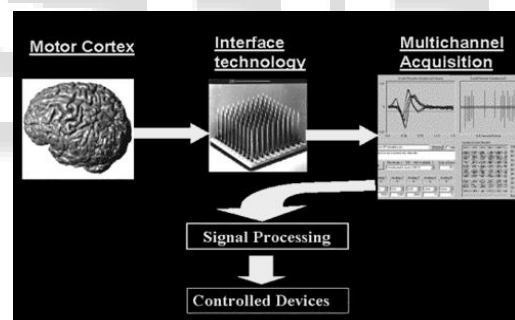 Motor Cortex
Interface
technology
Multichannel
Acquisition
Signal Processing
Controlled Devices